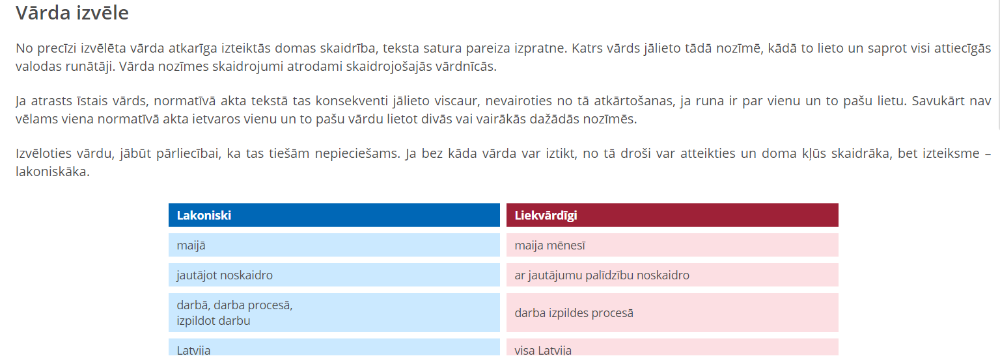 Vārda izvēle
No precīzi izvēlēta vārda atkarīga izteiktās domas skaidrība, teksta satura pareiza izpratne. Katrs vārds jālieto tādā nozīmē, kādā to lieto un saprot visi attiecīgās
valodas runātāji. Vārda nozīmes skaidrojumi atrodami skaidrojošajās vārdnīcās.
Ja atrasts īstais vārds, normatīvā akta tekstā tas konsekventi jālieto viscaur, nevairoties no tā atkārtošanas, ja runa ir par vienu un to pašu lietu. Savukārt nav
vēlams viena normatīvā akta ietvaros vienu un to pašu vārdu lietot divās vai vairākās dažādās nozīmēs.
Izvēloties vārdu, jābūt pārliecībai, ka tas tiešām nepieciešams. Ja bez kāda vārda var iztikt, no tā droši var atteikties un doma kļūs skaidrāka, bet izteiksme –
lakoniskāka.
Lakoniski Liekvārdīgi
maijā maija mēnesī
jautājot noskaidro ar jautājumu palīdzību noskaidro
darbā, darba procesā,
izpildot darbu darba izpildes procesā
Latvija visa Latvija